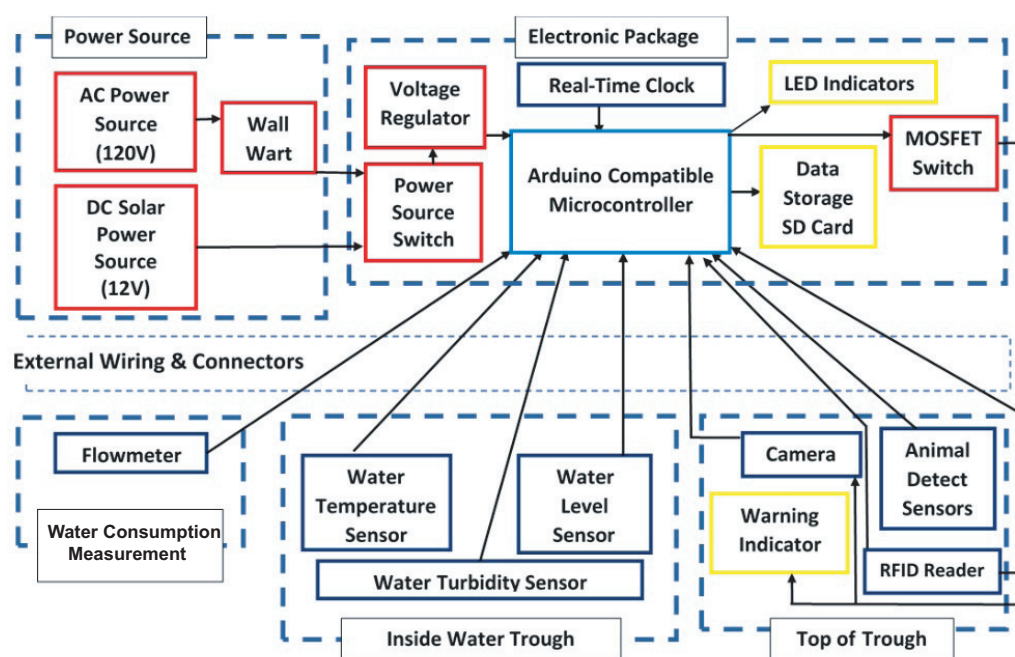 Power Source
AC Power
Source
(120V)
Wall
Wart
DC Solar
Power
Source
(12V)
Electronic Package
Voltage
Regulator
Power
Source
Switch
Real-Time Clock
Arduino Compatible
Microcontroller
LED Indicators
Data
Storage
SD Card
MOSFET
Switch
External Wiring & Connectors
Flowmeter
Water Consumption
Measurement
Water
Temperature
Sensor
Water
Level
Sensor
Water Turbidity Sensor
Inside Water Trough
Camera
Animal
Detect
Sensors
Warning
Indicator
RFID Reader
Top of Trough